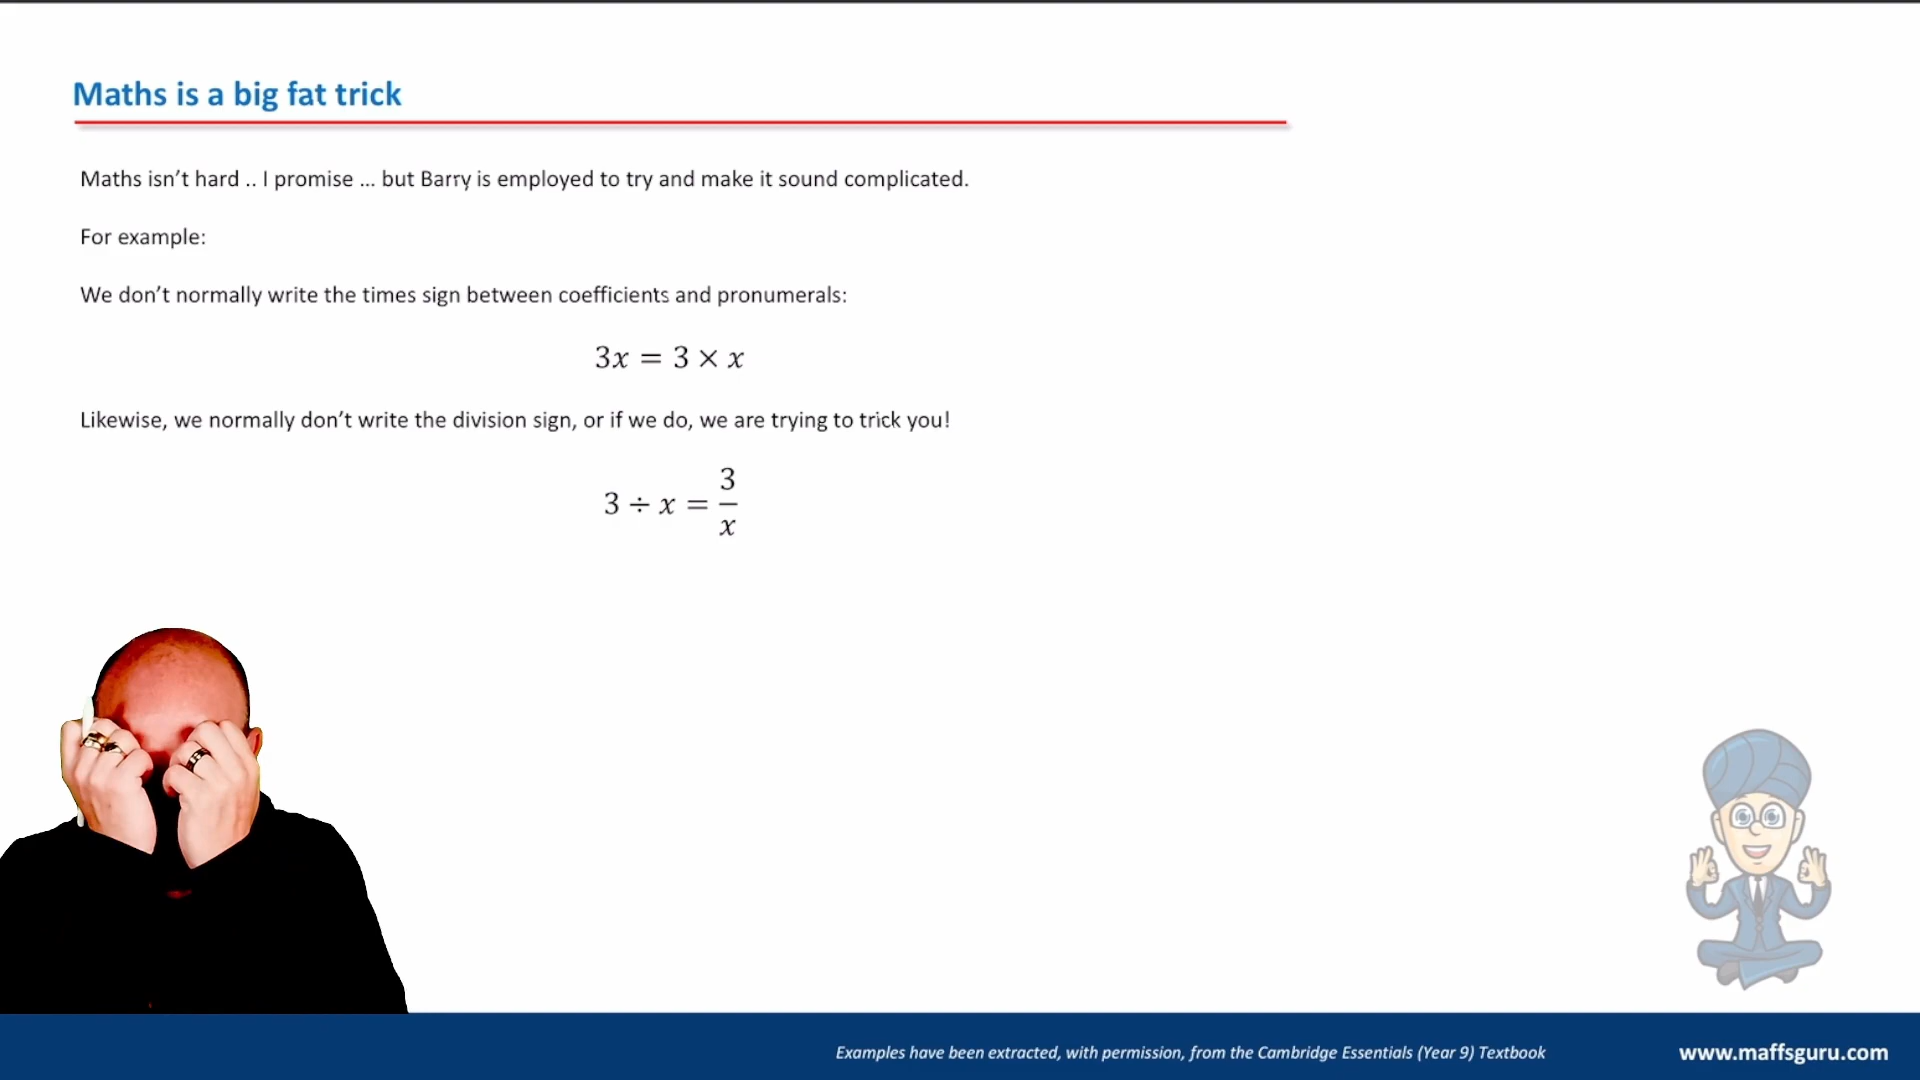 Maths is a big fat trick
Maths isn’t hard .. I promise ... but Barry is employed to try and make it sound complicated.
For example:
We don’t normally write the times sign between coefficients and pronumerals:
3x = 3 × x
Likewise, we normally don’t write the division sign, or if we do, we are trying to trick you!
3 ÷ x = 3/x
Examples have been extracted, with permission, from the Cambridge Essentials (Year 9) Textbook
www.maffsguru.com